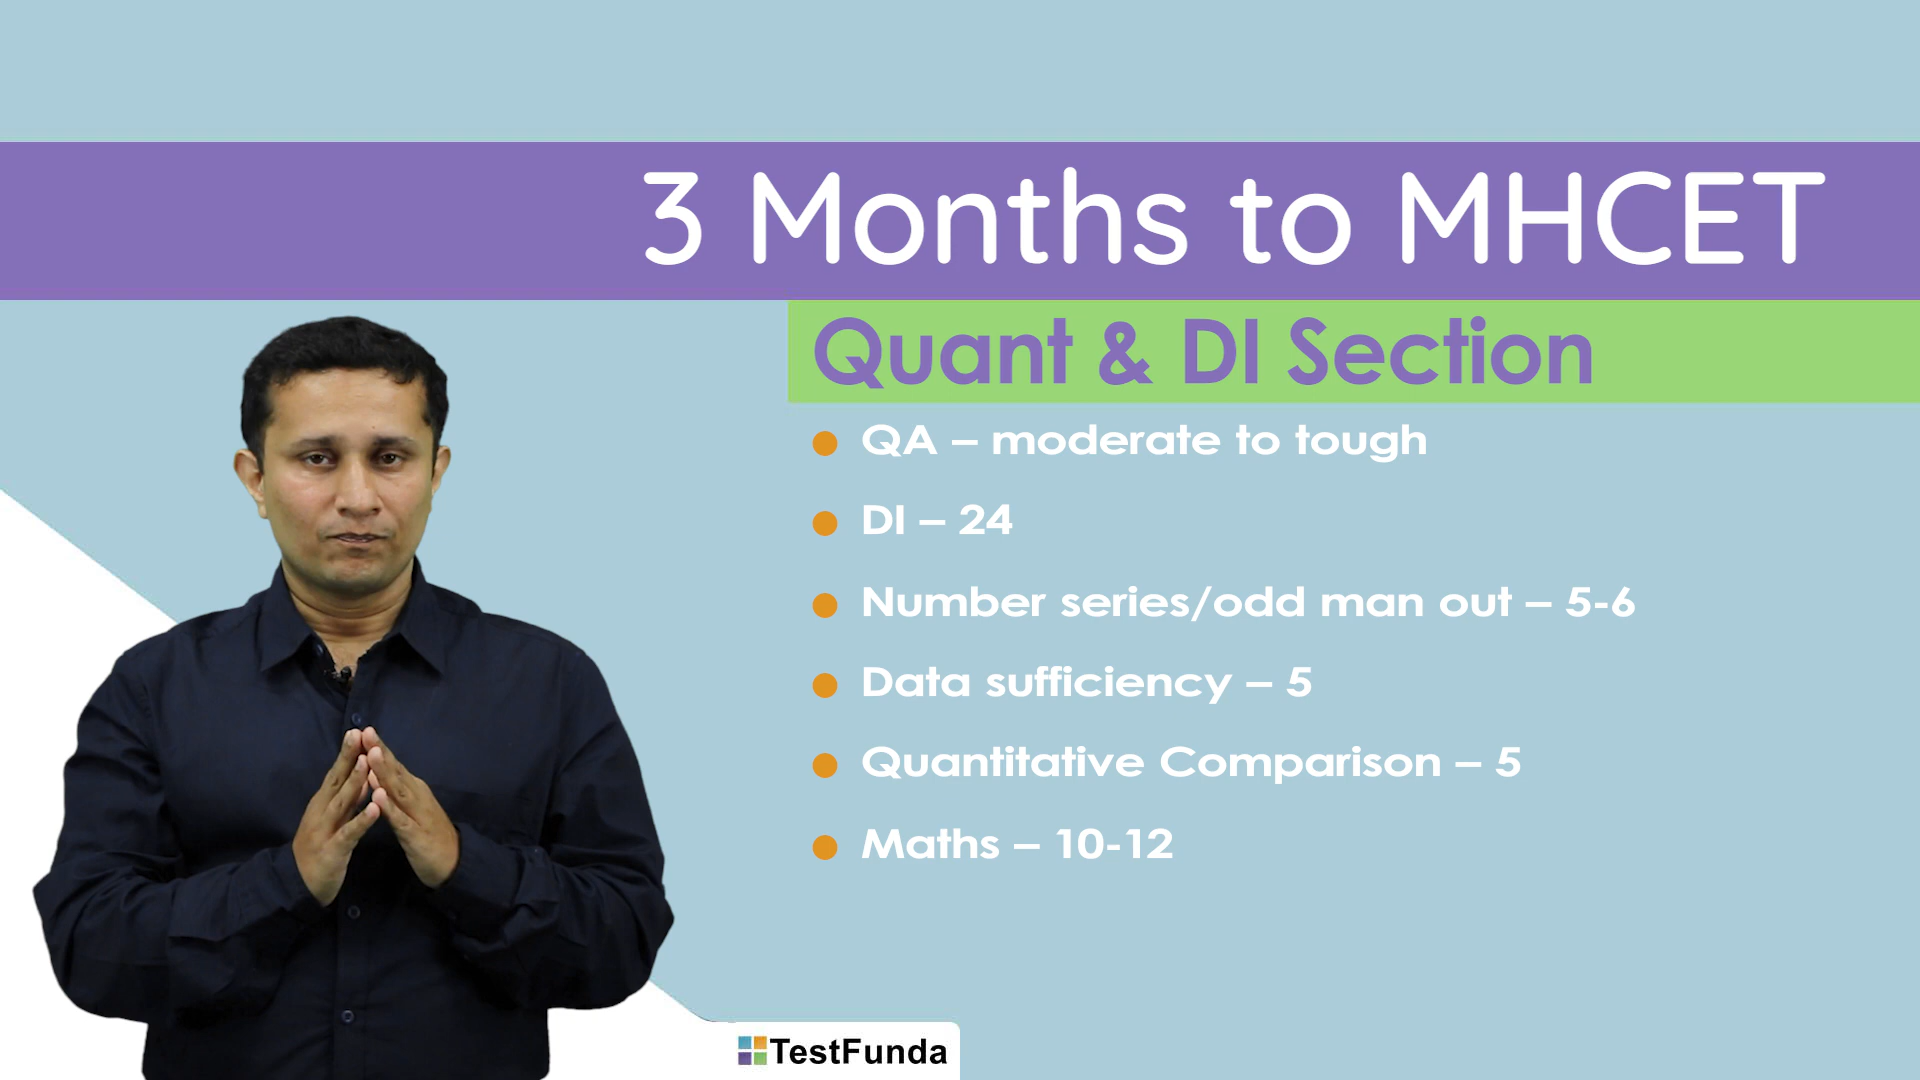 3 Months to MHCET
Quant & DI Section
QA – moderate to tough
DI – 24
Number series/odd man out – 5-6
Data sufficiency – 5
Quantitative Comparison – 5
Maths – 10-12
TestFunda